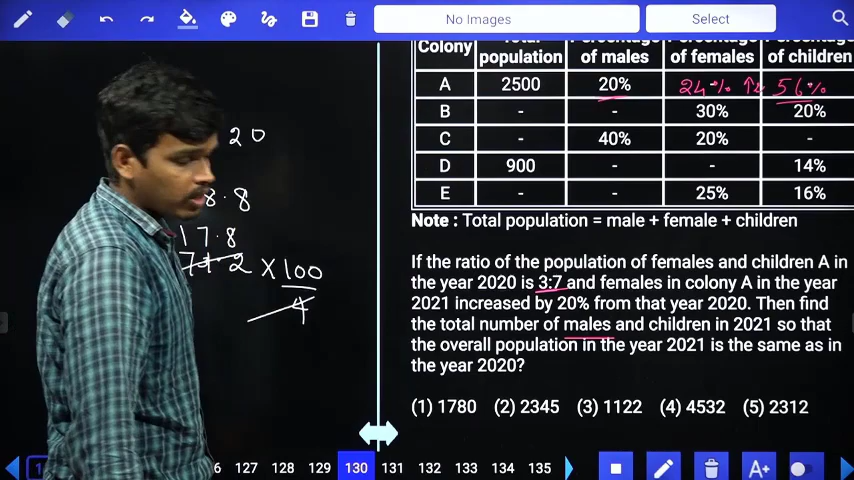 No Images
Select
Colony Total population Percentage of males Percentage of females Percentage of children
A 2500 20% 24% 56%
B - - 30% 20%
C - 40% 20% -
D 900 - - 14%
E - - 25% 16%
Note : Total population = male + female + children
If the ratio of the population of females and children A in
the year 2020 is 3:7 and females in colony A in the year
2021 increased by 20% from that year 2020. Then find
the total number of males and children in 2021 so that
the overall population in the year 2021 is the same as in
the year 2020?
(1) 1780 (2) 2345 (3) 1122 (4) 4532 (5) 2312
20
8.8
17.8
712 X 100
4
127 128 129 130 131 132 133 134 135
A+